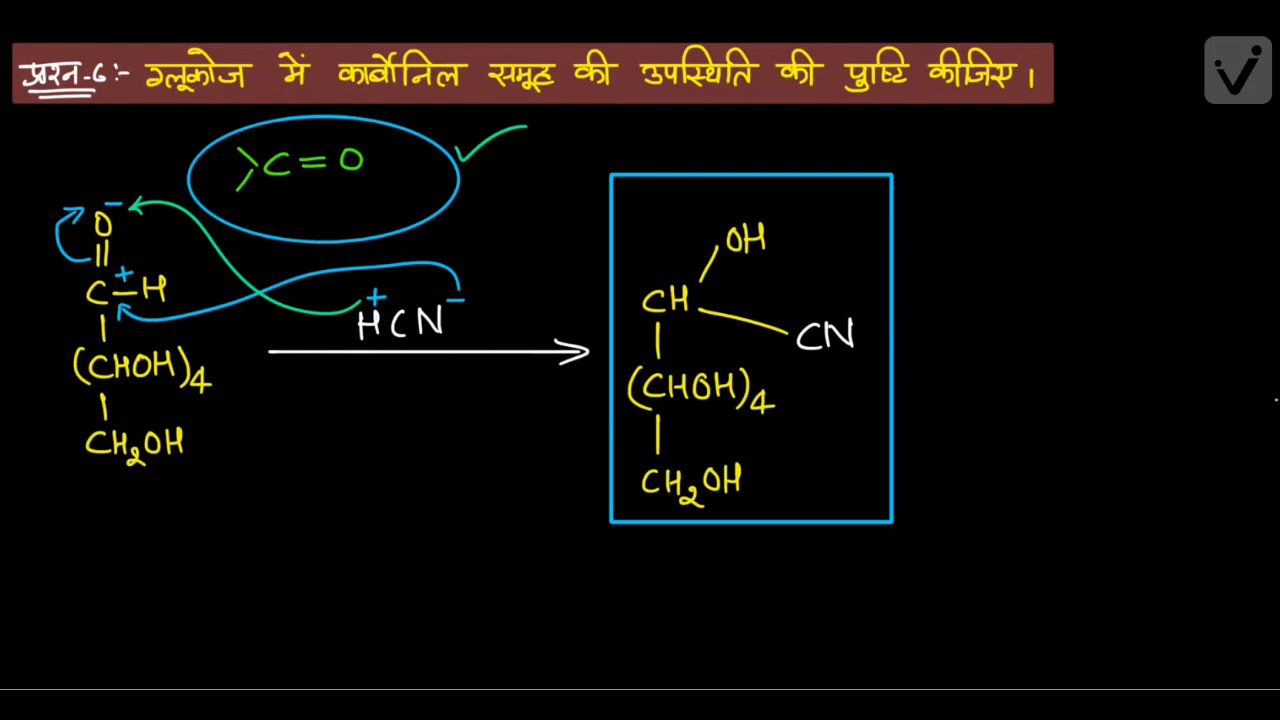 प्रश्न-6:- ग्लूकोज में कार्बोनिल समूह की उपस्थिति की पुष्टि कीजिए।
>C=O
O⁻
||
C⁺—H
|
(CHOH)₄
|
CH₂OH
H⁺CN⁻
OH
CH
CN
|
(CHOH)₄
|
CH₂OH